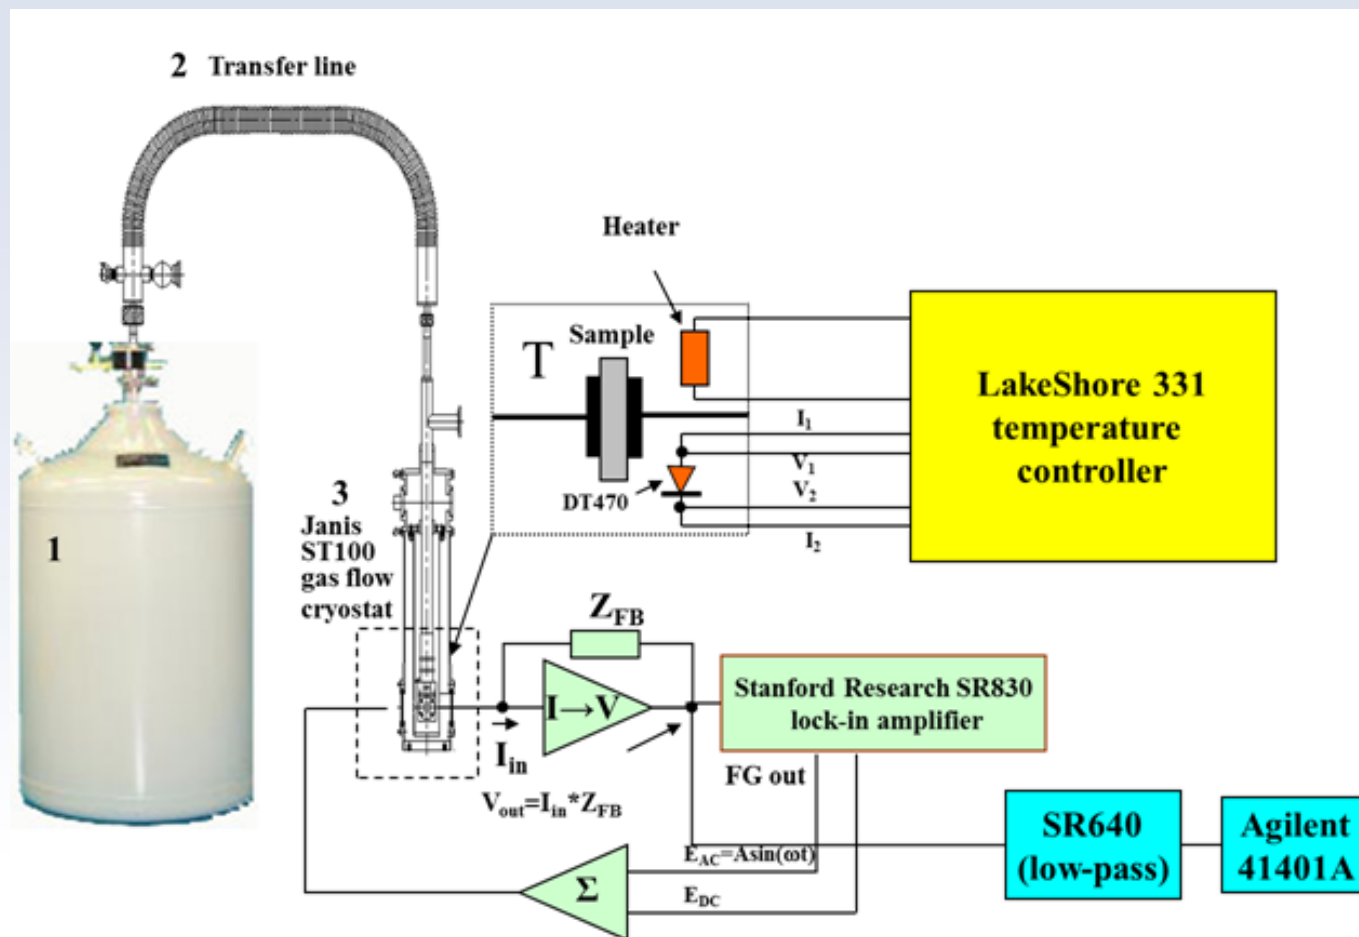 2 Transfer line
Heater
Sample
T
LakeShore 331
temperature
controller
I1
V1
V2
DT470
I2
3
Janis
ST100
gas flow
cryostat
1
ZFB
I→V
Iin
Vout=Iin*ZFB
Stanford Research SR830
lock-in amplifier
FG out
EAC=Asin(ωt)
EDC
Σ
SR640
(low-pass)
Agilent
41401A